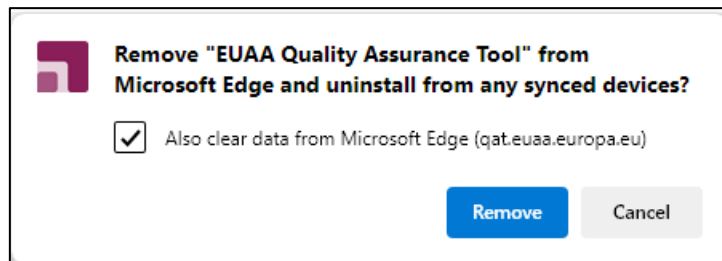 Remove "EUAA Quality Assurance Tool" from
Microsoft Edge and uninstall from any synced devices?
Also clear data from Microsoft Edge (qat.euaa.europa.eu)
Remove
Cancel